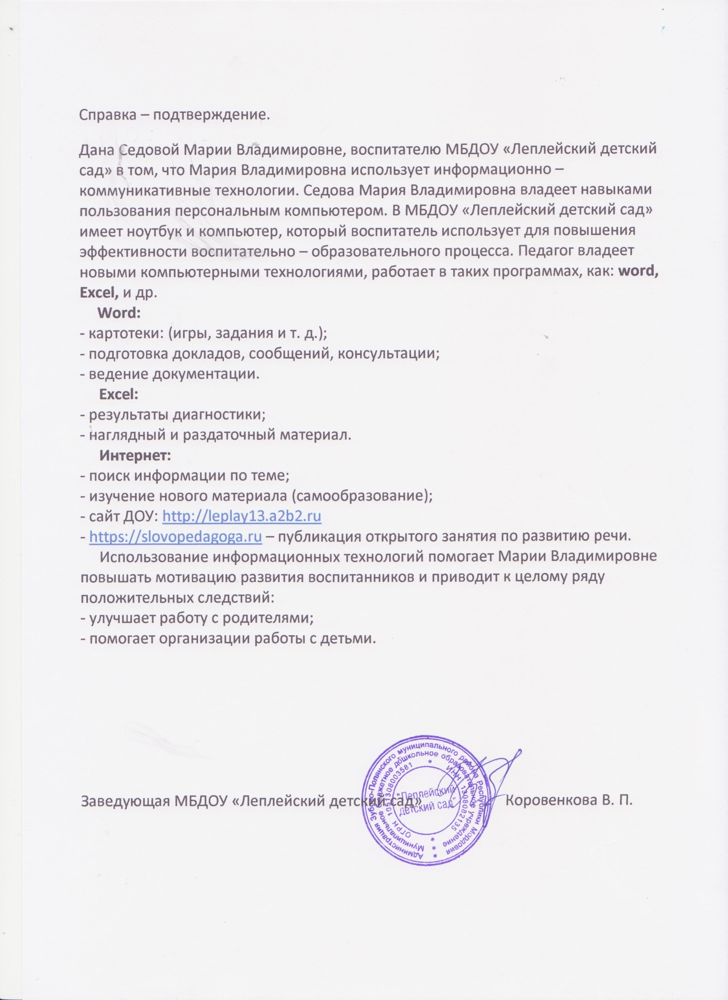 Справка – подтверждение.
Дана Седовой Марии Владимировне, воспитателю МБДОУ «Леплейский детский
сад» в том, что Мария Владимировна использует информационно –
коммуникативные технологии. Седова Мария Владимировна владеет навыками
пользования персональным компьютером. В МБДОУ «Леплейский детский сад»
имеет ноутбук и компьютер, который воспитатель использует для повышения
эффективности воспитательно – образовательного процесса. Педагог владеет
новыми компьютерными технологиями, работает в таких программах, как: word,
Excel, и др.
Word:
- картотеки: (игры, задания и т. д.);
- подготовка докладов, сообщений, консультации;
- ведение документации.
Excel:
- результаты диагностики;
- наглядный и раздаточный материал.
Интернет:
- поиск информации по теме;
- изучение нового материала (самообразование);
- сайт ДОУ: http://leplay13.a2b2.ru
- https://slovopedagoga.ru – публикация открытого занятия по развитию речи.
Использование информационных технологий помогает Марии Владимировне
повышать мотивацию развития воспитанников и приводит к целому ряду
положительных следствий:
- улучшает работу с родителями;
- помогает организации работы с детьми.
Заведующая МБДОУ «Леплейский детский сад» Коровенкова В. П.
Администрация Зубово-Полянского муниципального района Республики Мордовия
Муниципальное бюджетное дошкольное образовательное учреждение
ОГРН 1051308003581 * ИНН 1308082135 *
"Леплейский
детский сад"